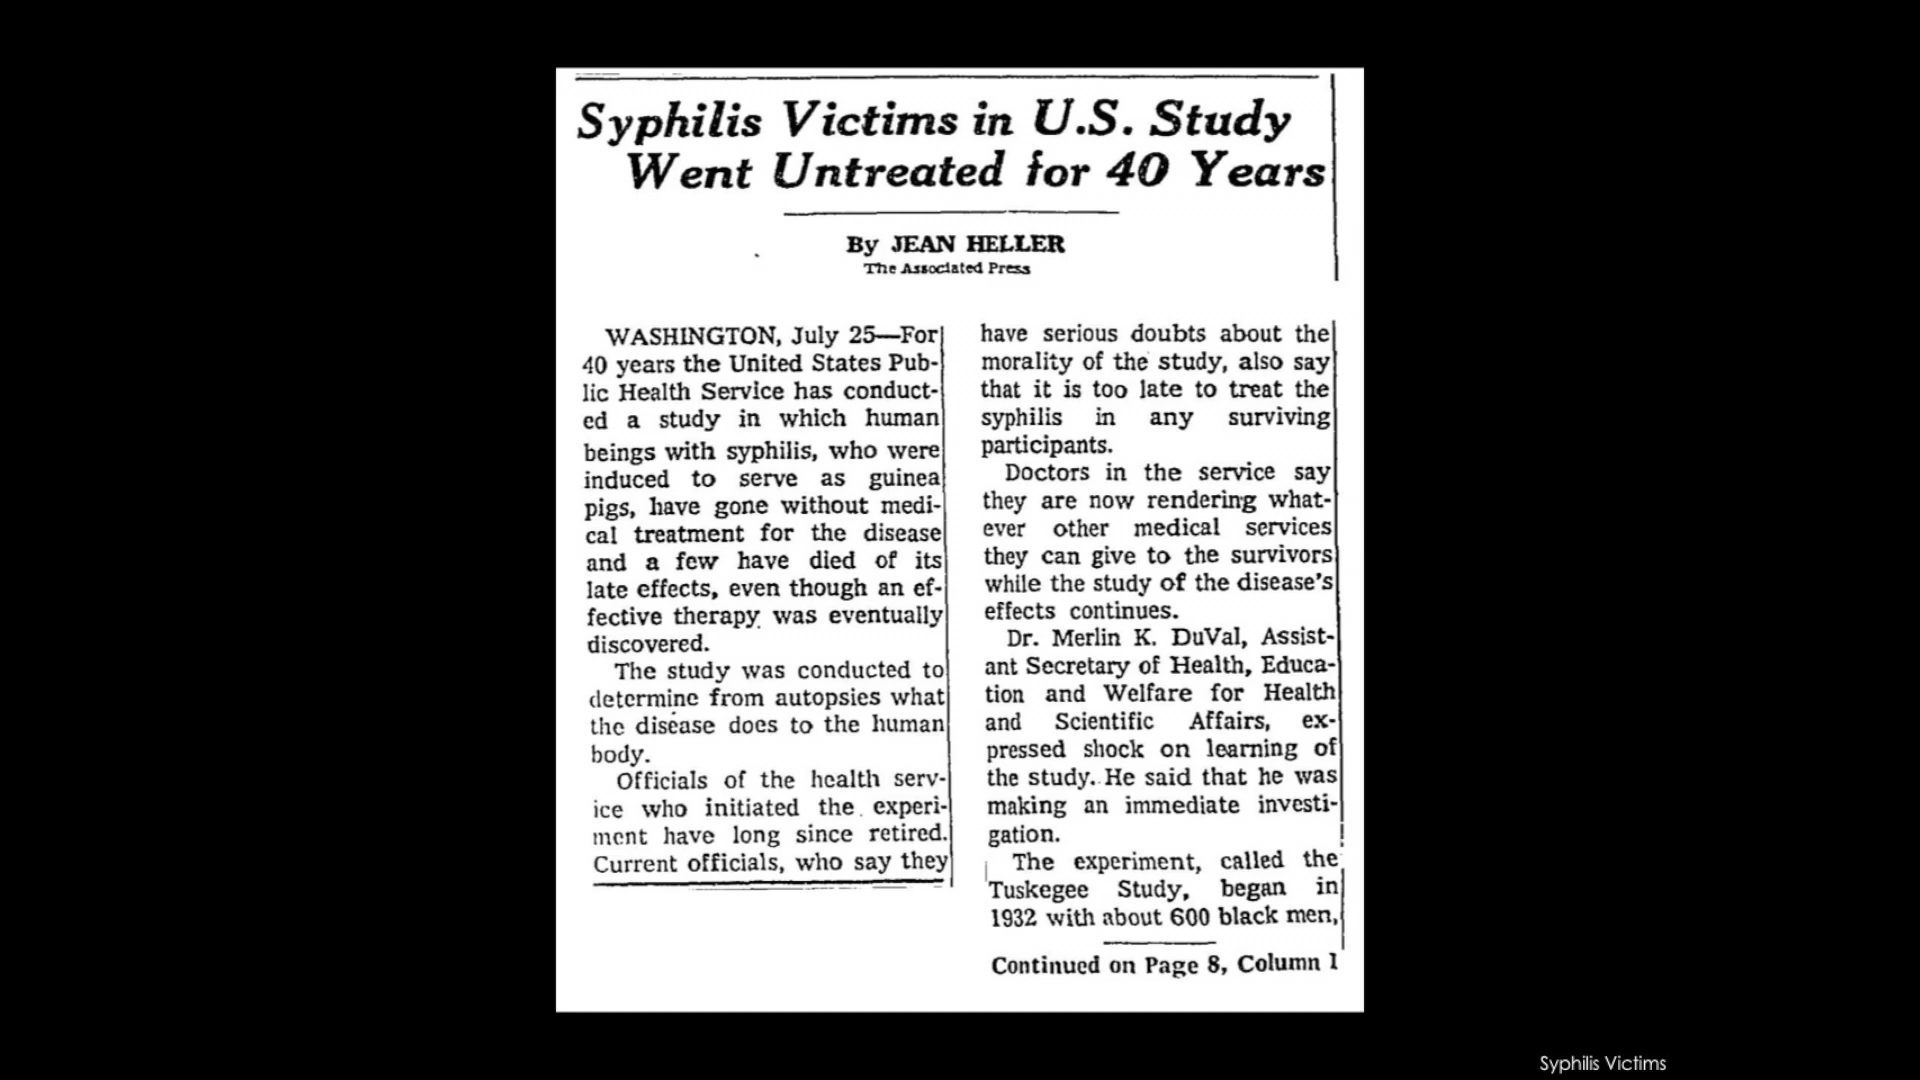 Syphilis Victims in U.S. Study
Went Untreated for 40 Years
By JEAN HELLER
The Associated Press
WASHINGTON, July 25—For
40 years the United States Pub-
lic Health Service has conduct-
ed a study in which human
beings with syphilis, who were
induced to serve as guinea
pigs, have gone without medi-
cal treatment for the disease
and a few have died of its
late effects, even though an ef-
fective therapy was eventually
discovered.
The study was conducted to
determine from autopsies what
the disease does to the human
body.
Officials of the health serv-
ice who initiated the experi-
ment have long since retired.
Current officials, who say they
have serious doubts about the
morality of the study, also say
that it is too late to treat the
syphilis in any surviving
participants.
Doctors in the service say
they are now rendering what-
ever other medical services
they can give to the survivors
while the study of the disease's
effects continues.
Dr. Merlin K. DuVal, Assist-
ant Secretary of Health, Educa-
tion and Welfare for Health
and Scientific Affairs, ex-
pressed shock on learning of
the study. He said that he was
making an immediate investi-
gation.
The experiment, called the
Tuskegee Study, began in
1932 with about 600 black men,
Continued on Page 8, Column 1
Syphilis Victims